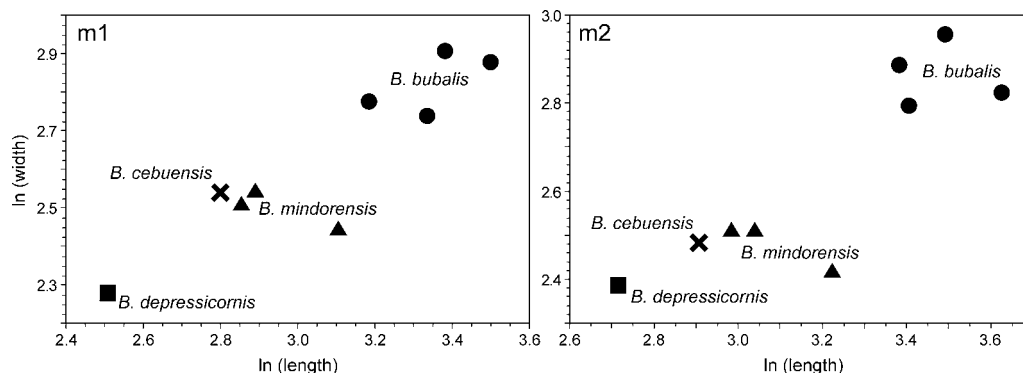 m1
2.9
B. bubalis
2.7
B. cebuensis
ln (width)
2.5
B. mindorensis
2.3
B. depressicornis
2.4 2.6 2.8 3.0 3.2 3.4 3.6
ln (length)
3.0
m2
B. bubalis
2.8
2.6
B. cebuensis
B. mindorensis
2.4
B. depressicornis
2.6 2.8 3.0 3.2 3.4 3.6
ln (length)